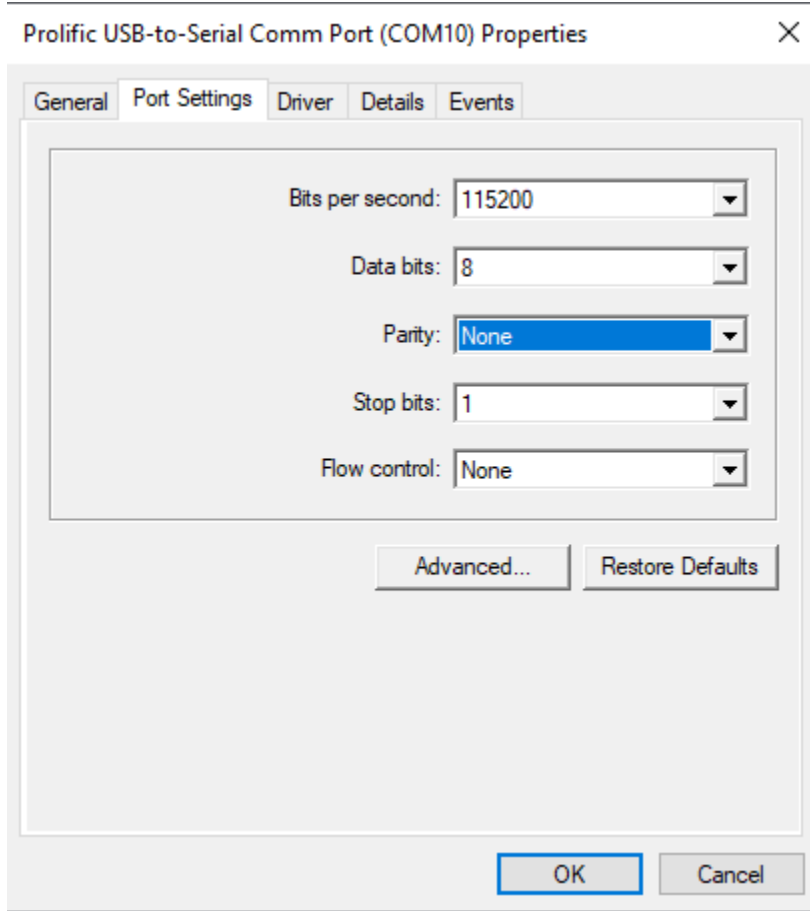 Prolific USB-to-Serial Comm Port (COM10) Properties
General Port Settings Driver Details Events
Bits per second: 115200
Data bits: 8
Parity: None
Stop bits: 1
Flow control: None
Advanced... Restore Defaults
OK Cancel